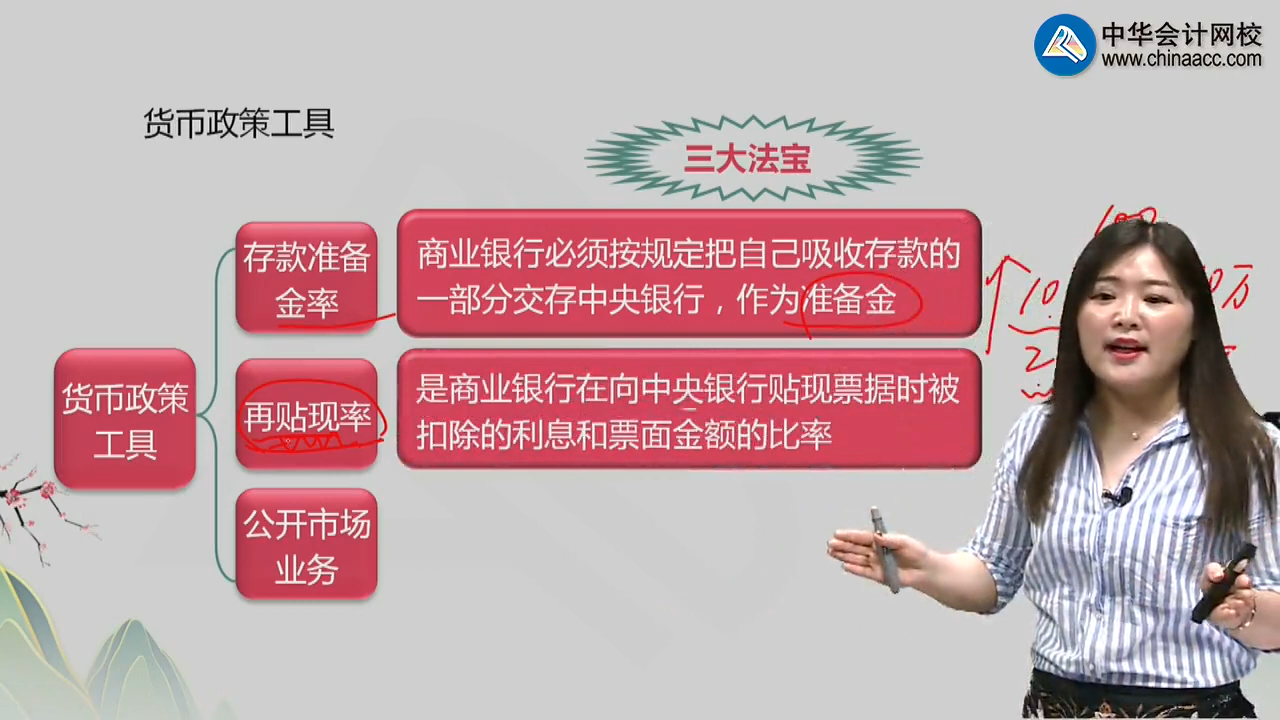 中华会计网校
www.chinaacc.com
货币政策工具
三大法宝
存款准备
金率
商业银行必须按规定把自己吸收存款的
一部分交存中央银行，作为准备金
货币政策
工具
再贴现率
是商业银行在向中央银行贴现票据时被
扣除的利息和票面金额的比率
公开市场
业务